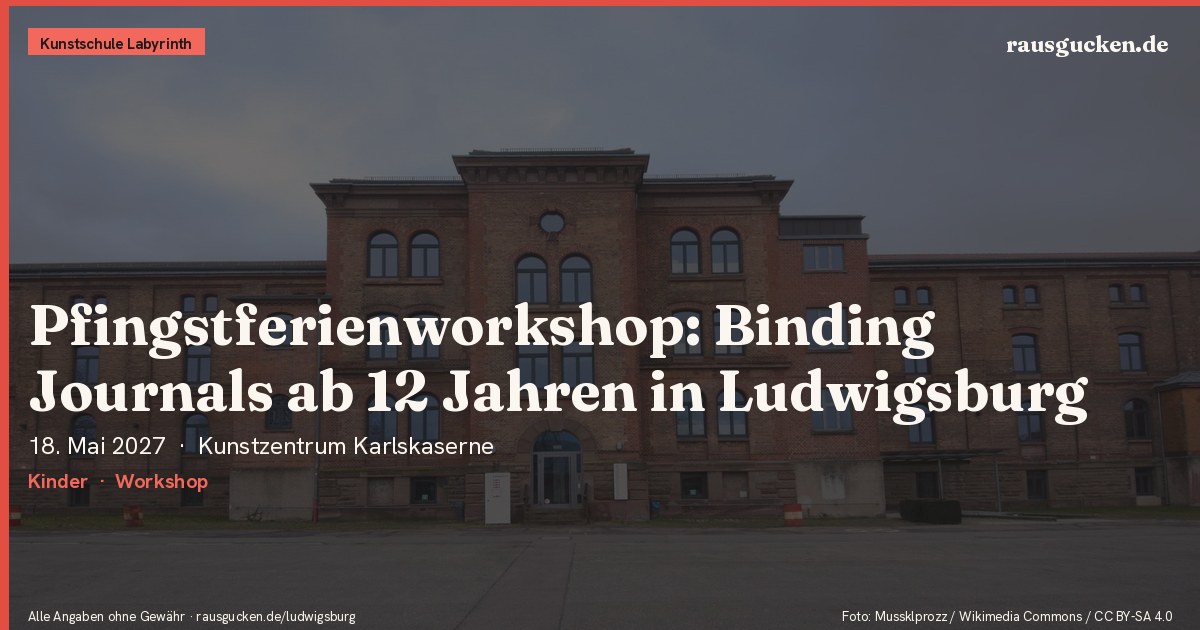 Kunstschule Labyrinth
rausgucken.de
Pfingstferienworkshop: Binding
Journals ab 12 Jahren in Ludwigsburg
18. Mai 2027 · Kunstzentrum Karlskaserne
Kinder · Workshop
Alle Angaben ohne Gewähr · rausgucken.de/ludwigsburg
Foto: Mussklprozz / Wikimedia Commons / CC BY-SA 4.0